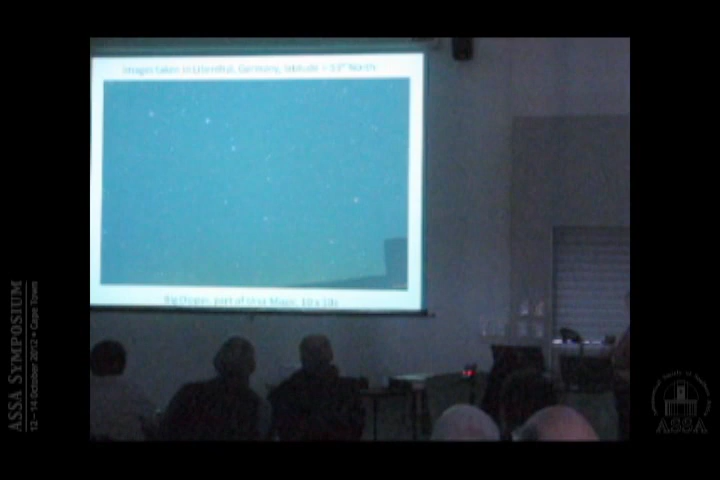 Images taken in Lilienthal, Germany, latitude = 53° North:
Big Dipper, part of Ursa Major, 10 x 10s
ASSA SYMPOSIUM
12–14 October 2012 • Cape Town
ASSA